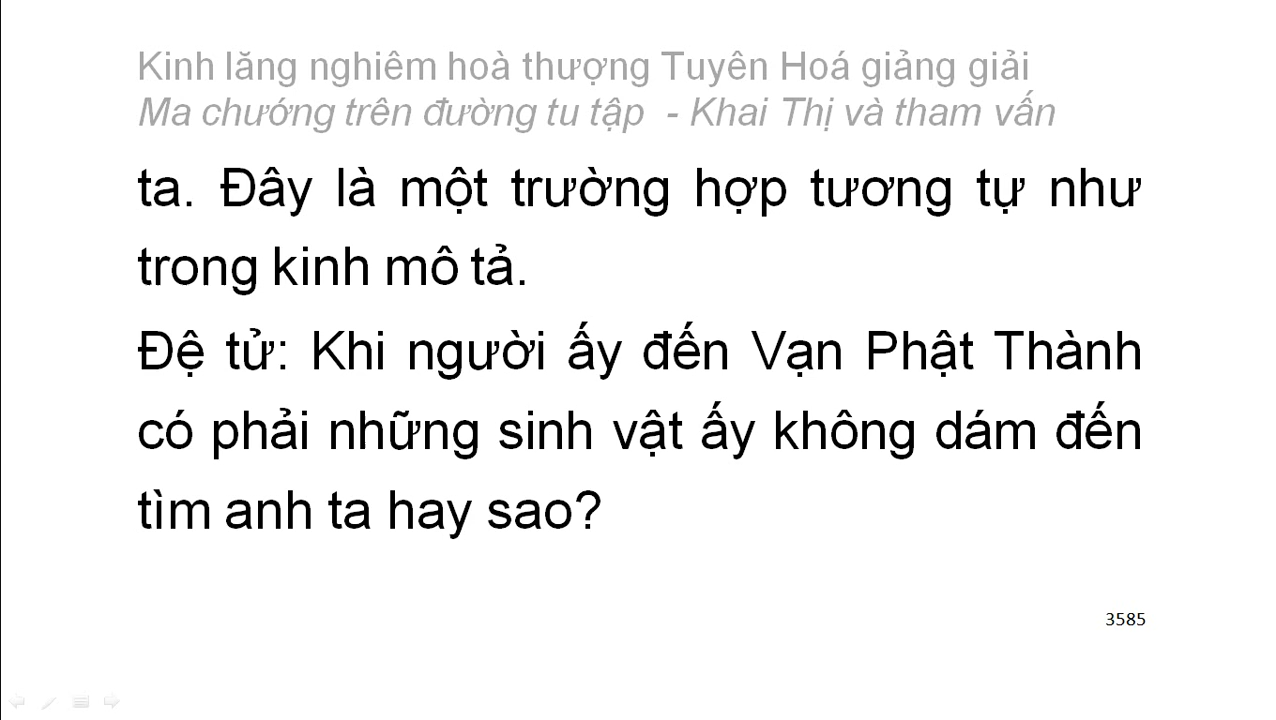 Kinh lăng nghiêm hoà thượng Tuyên Hoá giảng giải
Ma chướng trên đường tu tập - Khai Thị và tham vấn
ta. Đây là một trường hợp tương tự như
trong kinh mô tả.
Đệ tử: Khi người ấy đến Vạn Phật Thành
có phải những sinh vật ấy không dám đến
tìm anh ta hay sao?
3585